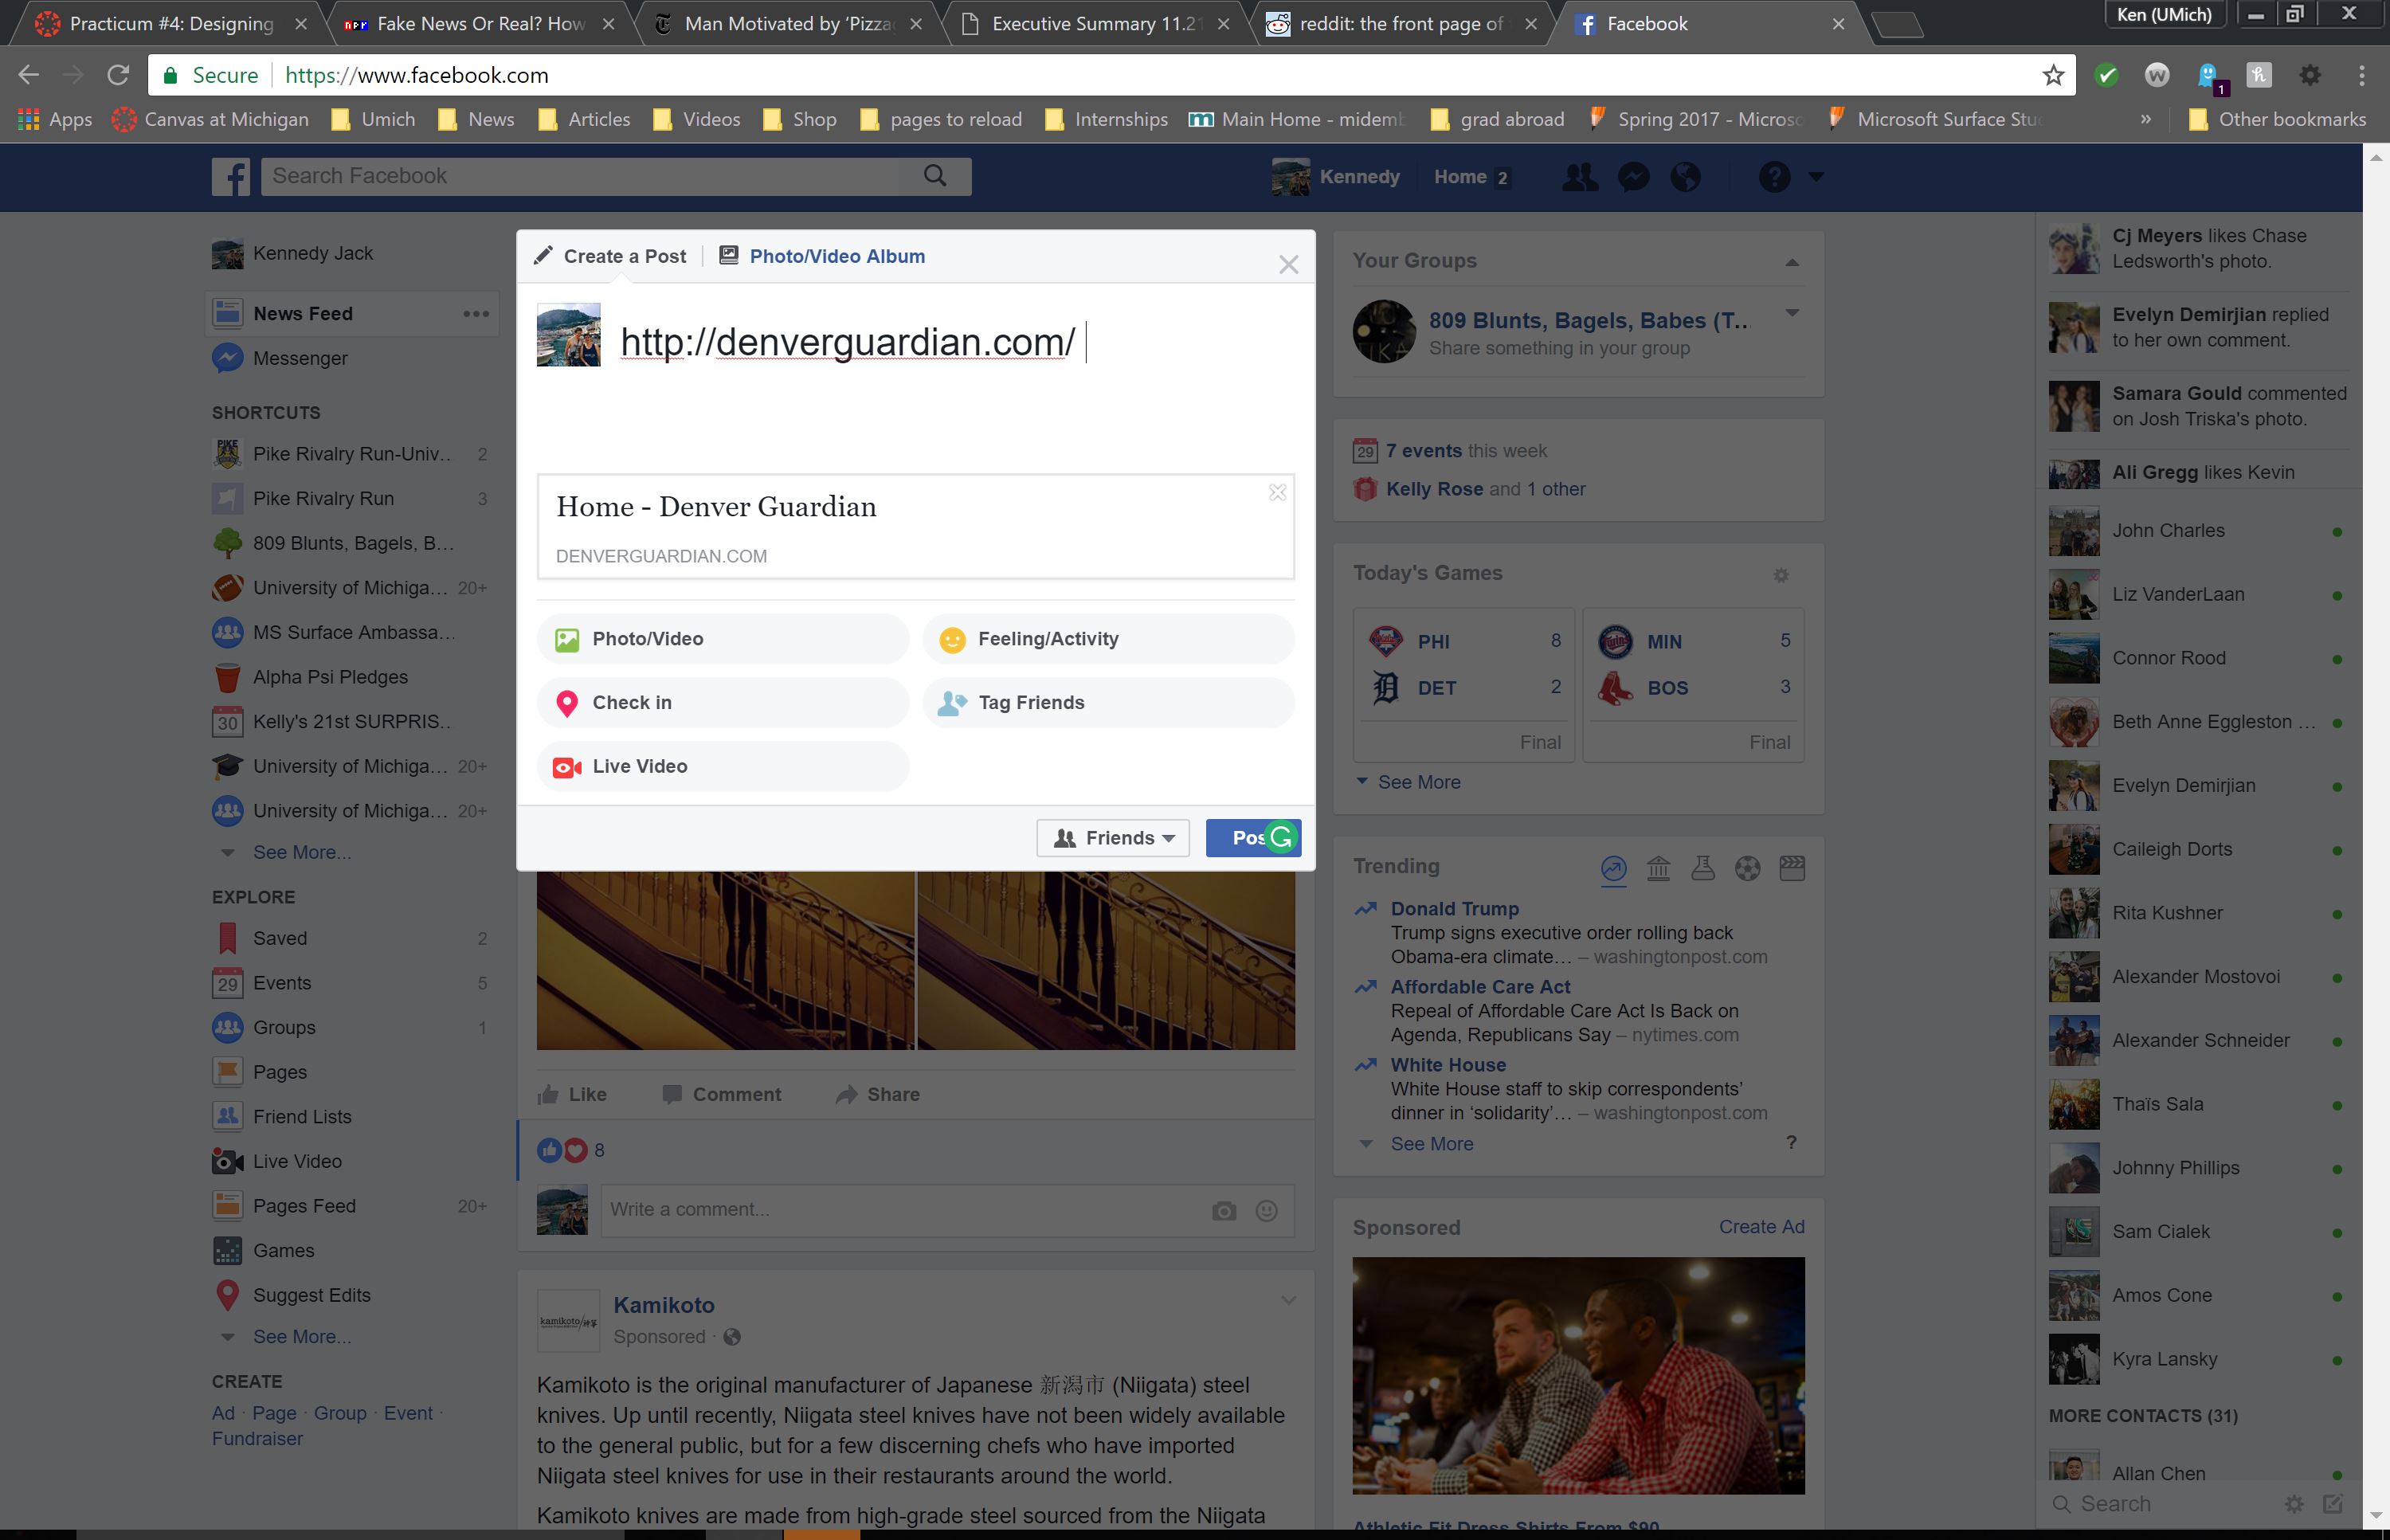 Practicum #4: Designing
Fake News Or Real? How
Man Motivated by ‘Pizza
Executive Summary 11.21
reddit: the front page of
Facebook
Ken (UMich)
Secure
https://www.facebook.com
1
Apps
Canvas at Michigan
Umich
News
Articles
Videos
Shop
pages to reload
Internships
Main Home - midemb
grad abroad
Spring 2017 - Microso
Microsoft Surface Stu
»
Other bookmarks
Search Facebook
Kennedy
Home 2
Kennedy Jack
News Feed
Messenger
SHORTCUTS
Pike Rivalry Run-Univ.. 2
Pike Rivalry Run 3
809 Blunts, Bagels, B...
University of Michiga... 20+
MS Surface Ambassa...
Alpha Psi Pledges
30 Kelly's 21st SURPRIS..
University of Michiga... 20+
University of Michiga... 20+
See More...
EXPLORE
Saved 2
29 Events 5
Groups 1
Pages
Friend Lists
Live Video
Pages Feed 20+
Games
Suggest Edits
See More...
CREATE
Ad · Page · Group · Event ·
Fundraiser
Create a Post
Photo/Video Album
http://denverguardian.com/
Home - Denver Guardian
DENVERGUARDIAN.COM
Photo/Video
Feeling/Activity
Check in
Tag Friends
Live Video
Friends
Pos
Like
Comment
Share
8
Write a comment...
kamikoto
Kamikoto
Sponsored ·
Kamikoto is the original manufacturer of Japanese 新潟市 (Niigata) steel
knives. Up until recently, Niigata steel knives have not been widely available
to the general public, but for a few discerning chefs who have imported
Niigata steel knives for use in their restaurants around the world.
Kamikoto knives are made from high-grade steel sourced from the Niigata
Your Groups
809 Blunts, Bagels, Babes (T...
Share something in your group
29 7 events this week
Kelly Rose and 1 other
Today's Games
PHI 8
DET 2
Final
MIN 5
BOS 3
Final
See More
Trending
Donald Trump
Trump signs executive order rolling back
Obama-era climate… – washingtonpost.com
Affordable Care Act
Repeal of Affordable Care Act Is Back on
Agenda, Republicans Say – nytimes.com
White House
White House staff to skip correspondents’
dinner in ‘solidarity’… – washingtonpost.com
See More
?
Sponsored
Create Ad
Athletic Fit Dress Shirts From $90
Cj Meyers likes Chase
Ledsworth's photo.
Evelyn Demirjian replied
to her own comment.
Samara Gould commented
on Josh Triska's photo.
Ali Gregg likes Kevin
John Charles
Liz VanderLaan
Connor Rood
Beth Anne Eggleston ...
Evelyn Demirjian
Caileigh Dorts
Rita Kushner
Alexander Mostovoi
Alexander Schneider
Thaïs Sala
Johnny Phillips
Sam Cialek
Amos Cone
Kyra Lansky
MORE CONTACTS (31)
Allan Chen
Search